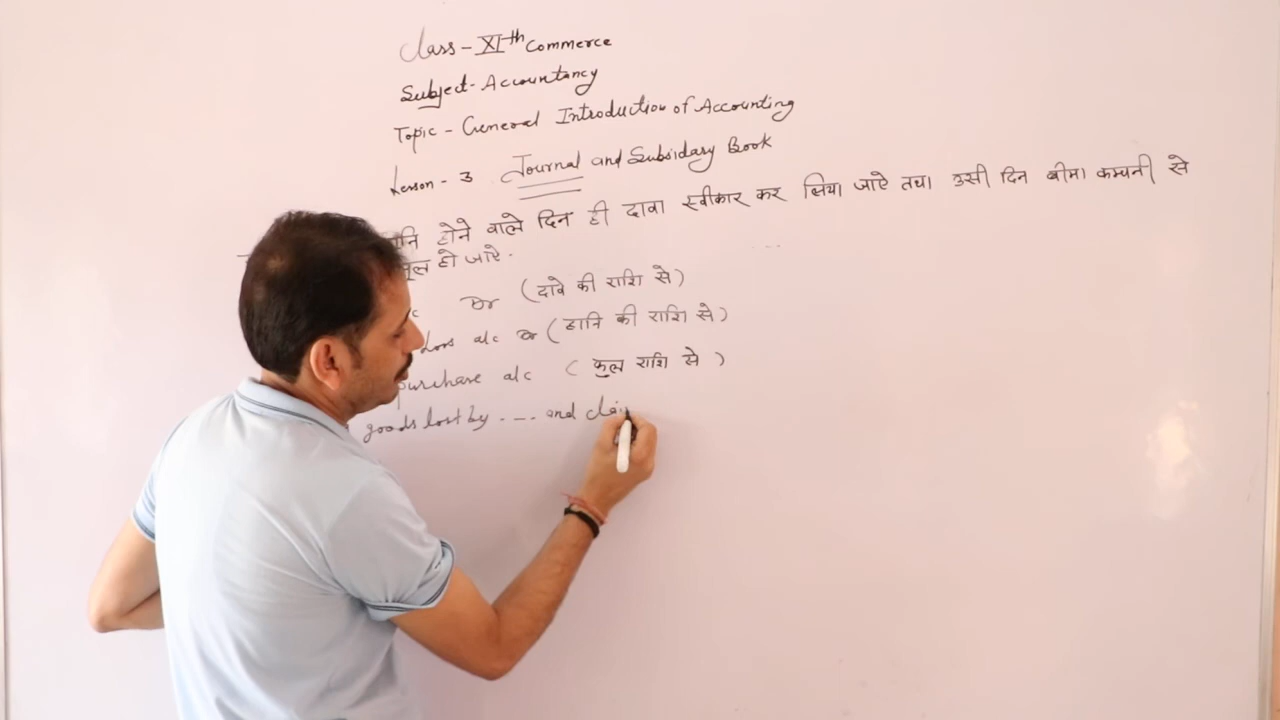 Class - XIth Commerce
Subject - Accountancy
Topic - General Introduction of Accounting
Lesson - 3 Journal and Subsidary Book
होने वाले दिन ही दावा स्वीकार कर लिया जाऐ तथा उसी दिन बीमा कम्पनी से
हो जाऐ.
Dr (दावे की राशि से)
a/c Dr (हानि की राशि से)
purchase a/c (कुल राशि से)
goods lost by - - - and